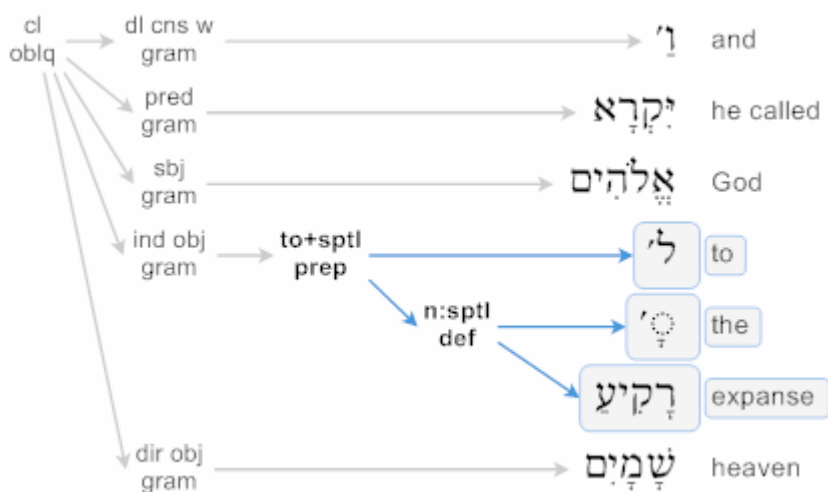 cl dl cns w וַ׳ and
oblq gram
pred יִּקְרָא he called
gram
sbj אֱלֹהִים God
gram
ind obj to+sptl לׇ׳ to
gram prep
n:sptl ׇ◌׳ the
def
רָקִיעַ expanse
dir obj שָׁמָיִם heaven
gram